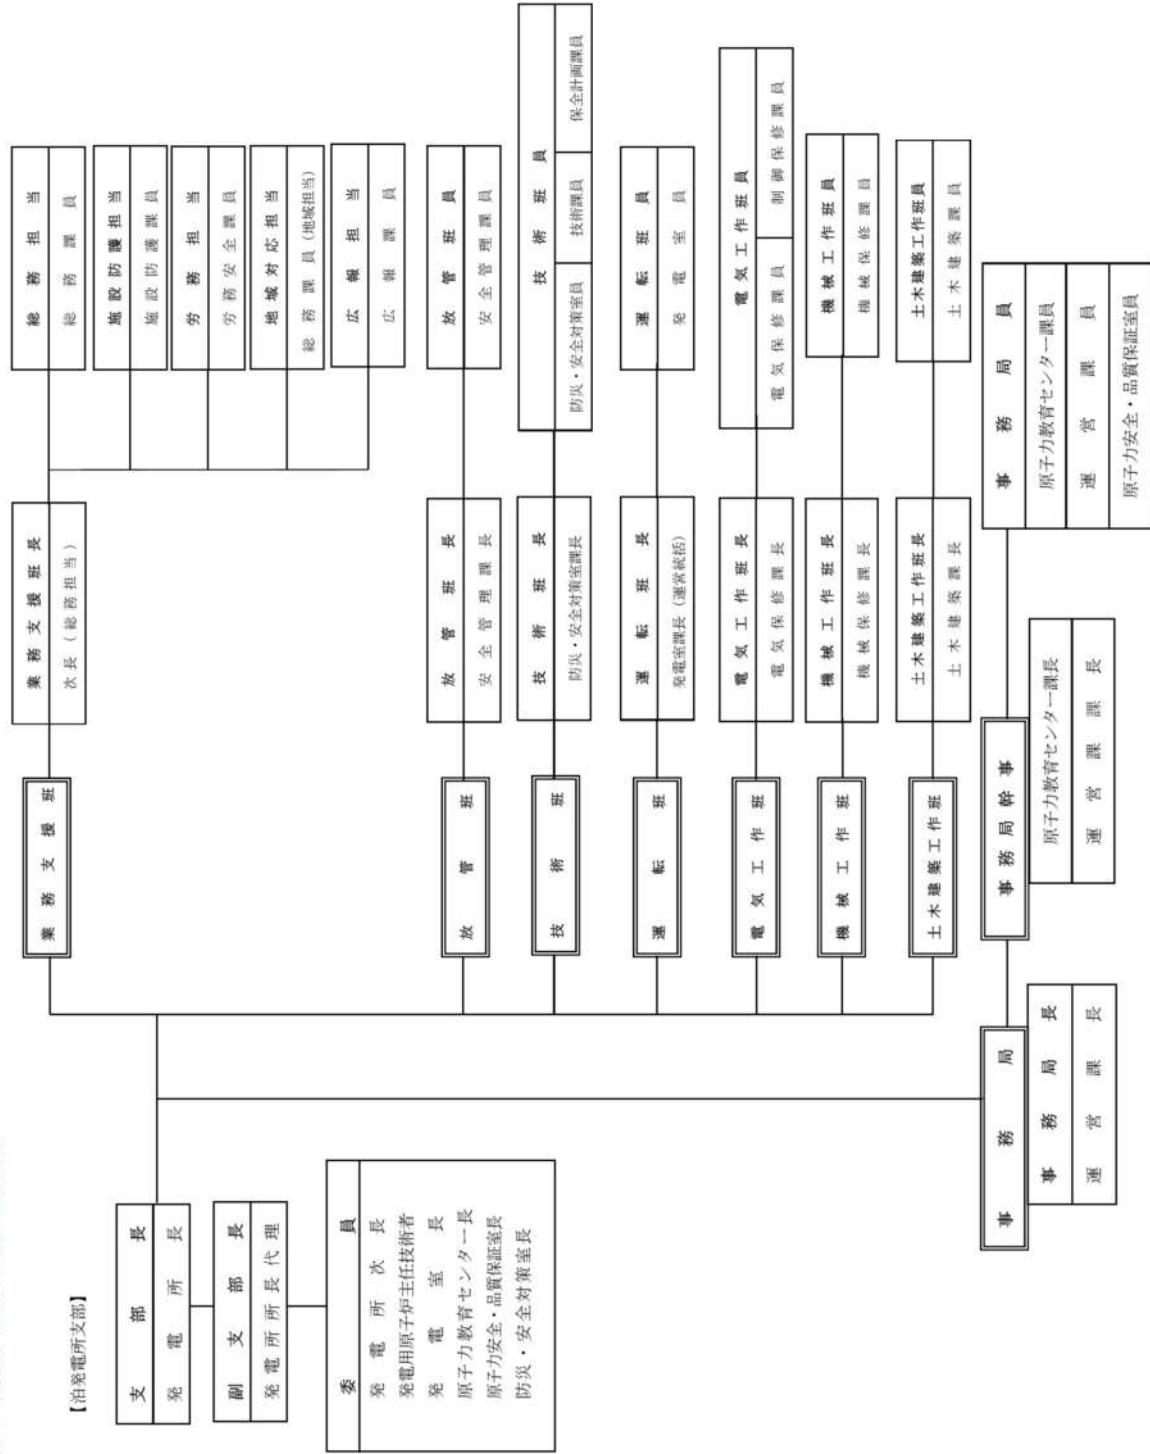 【泊発電所支部】
支部長
発電所長
副支部長
発電所所長代理
委員
発電所次長
発電用原子炉主任技術者
発電室長
原子力教育センター長
原子力安全・品質保証室長
防災・安全対策室長
業務支援班
業務支援班長
次長（総務担当）
総務担当
総務課員
施設防護担当
施設防護課員
労務担当
労務安全課員
地域対応担当
総務課員（地域担当）
広報担当
広報課員
放管班
放管班長
安全管理課長
放管班員
安全管理課員
技術班
技術班長
防災・安全対策室課長
技術班員
防災・安全対策室員
技術課員
保全計画課員
運転班
運転班長
発電室課長（運営統括）
運転班員
発電室員
電気工作班
電気工作班長
電気保修課長
電気工作班員
電気保修課員
制御保修課員
機械工作班
機械工作班長
機械保修課長
機械工作班員
機械保修課員
土木建築工作班
土木建築工作班長
土木建築課長
土木建築工作班員
土木建築課員
事務局
事務局長
運営課長
事務局幹事
原子力教育センター課長
運営課課長
事務局員
原子力教育センター課員
運営課員
原子力安全・品質保証室員